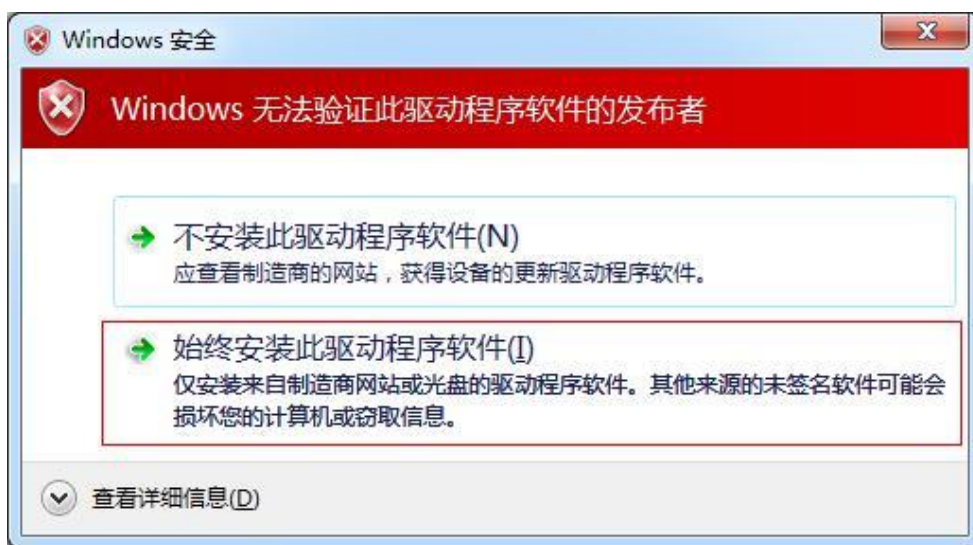 Windows 安全
Windows 无法验证此驱动程序软件的发布者
不安装此驱动程序软件(N)
应查看制造商的网站，获得设备的更新驱动程序软件。
始终安装此驱动程序软件(I)
仅安装来自制造商网站或光盘的驱动程序软件。其他来源的未签名软件可能会
损坏您的计算机或窃取信息。
查看详细信息(D)